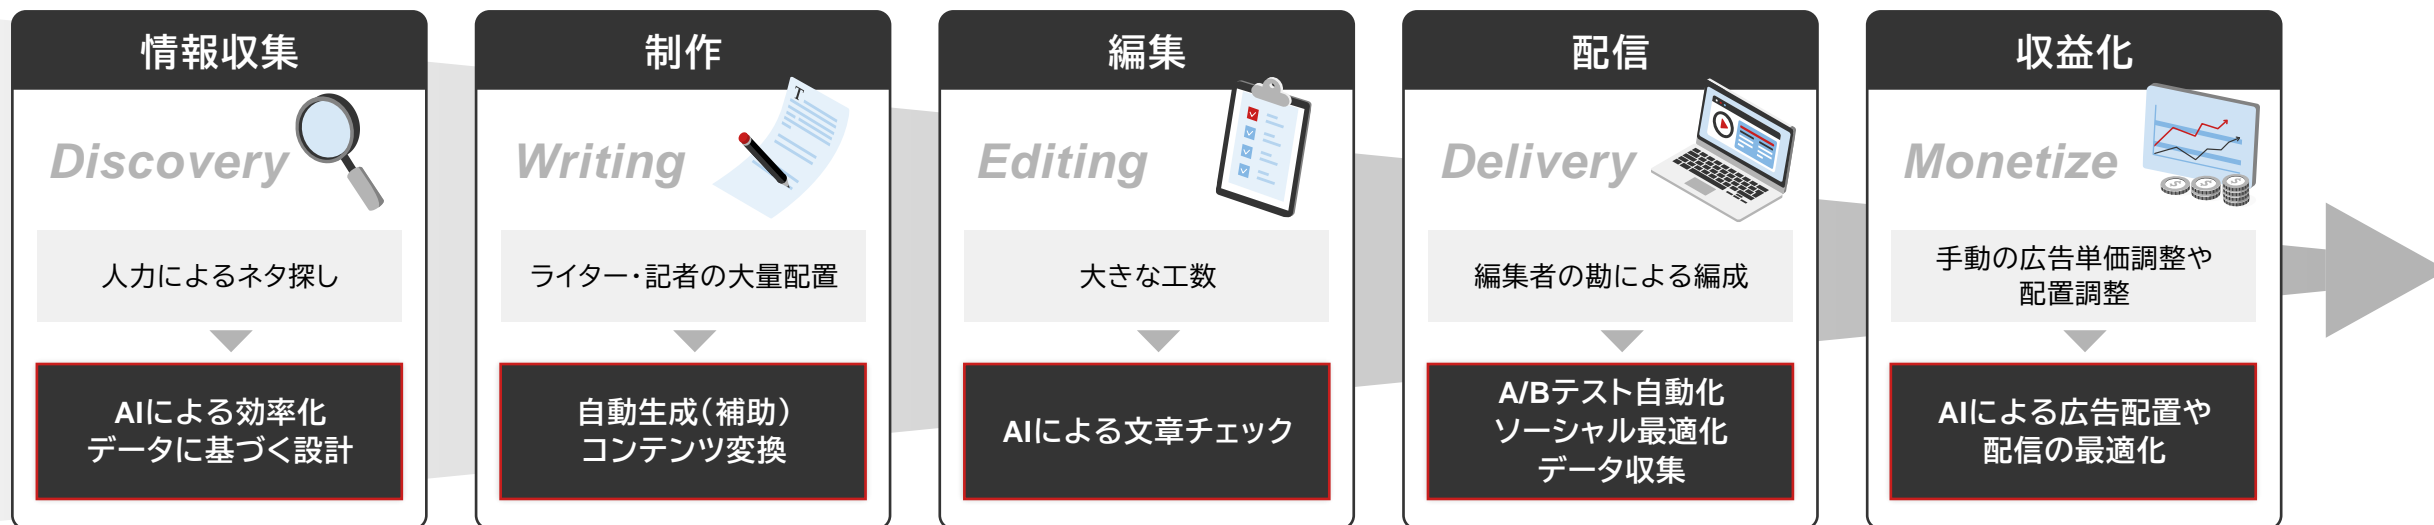 情報収集
Discovery
人力によるネタ探し
AIによる効率化
データに基づく設計
制作
T
Writing
ライター・記者の大量配置
自動生成（補助）
コンテンツ変換
編集
Editing
大きな工数
AIによる文章チェック
配信
Delivery
編集者の勘による編成
A/Bテスト自動化
ソーシャル最適化
データ収集
収益化
Monetize
手動の広告単価調整や
配置調整
AIによる広告配置や
配信の最適化